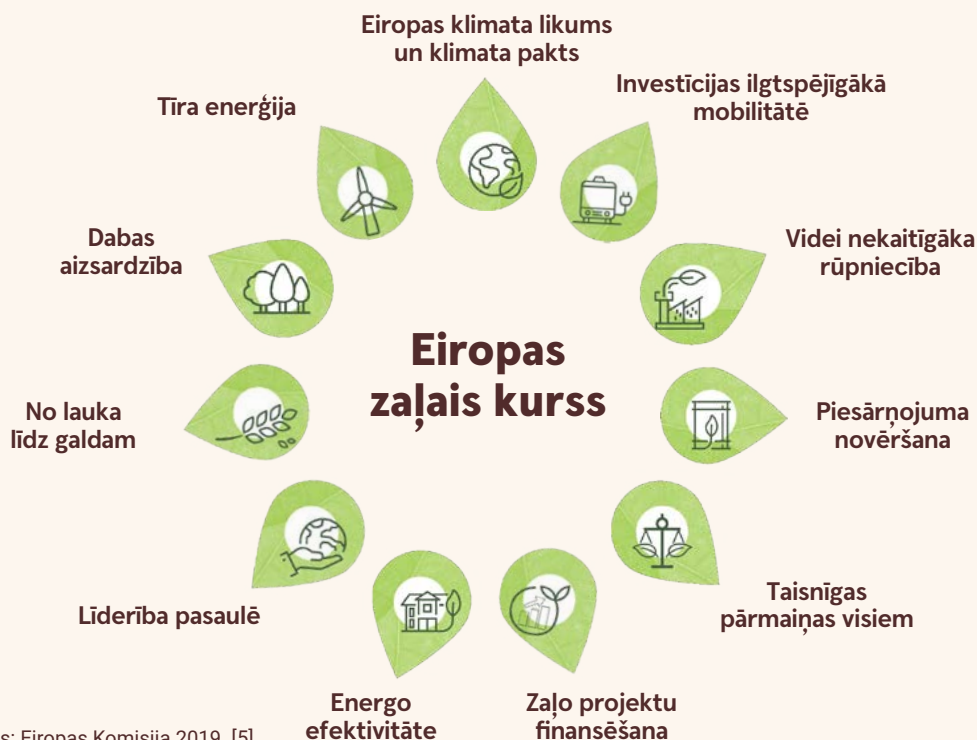 Eiropas klimata likums
un klimata pakts
Investīcijas ilgtspējīgākā
mobilitātē
Tīra enerģija
Videi nekaitīgāka
rūpniecība
Dabas
aizsardzība
Eiropas
zaļais kurss
No lauka
līdz galdam
Piesārņojuma
novēršana
Taisnīgas
pārmaiņas visiem
Līderība pasaulē
Energo
efektivitāte
Zaļo projektu
finansēšana
Eiropas Komisija 2019. [5]